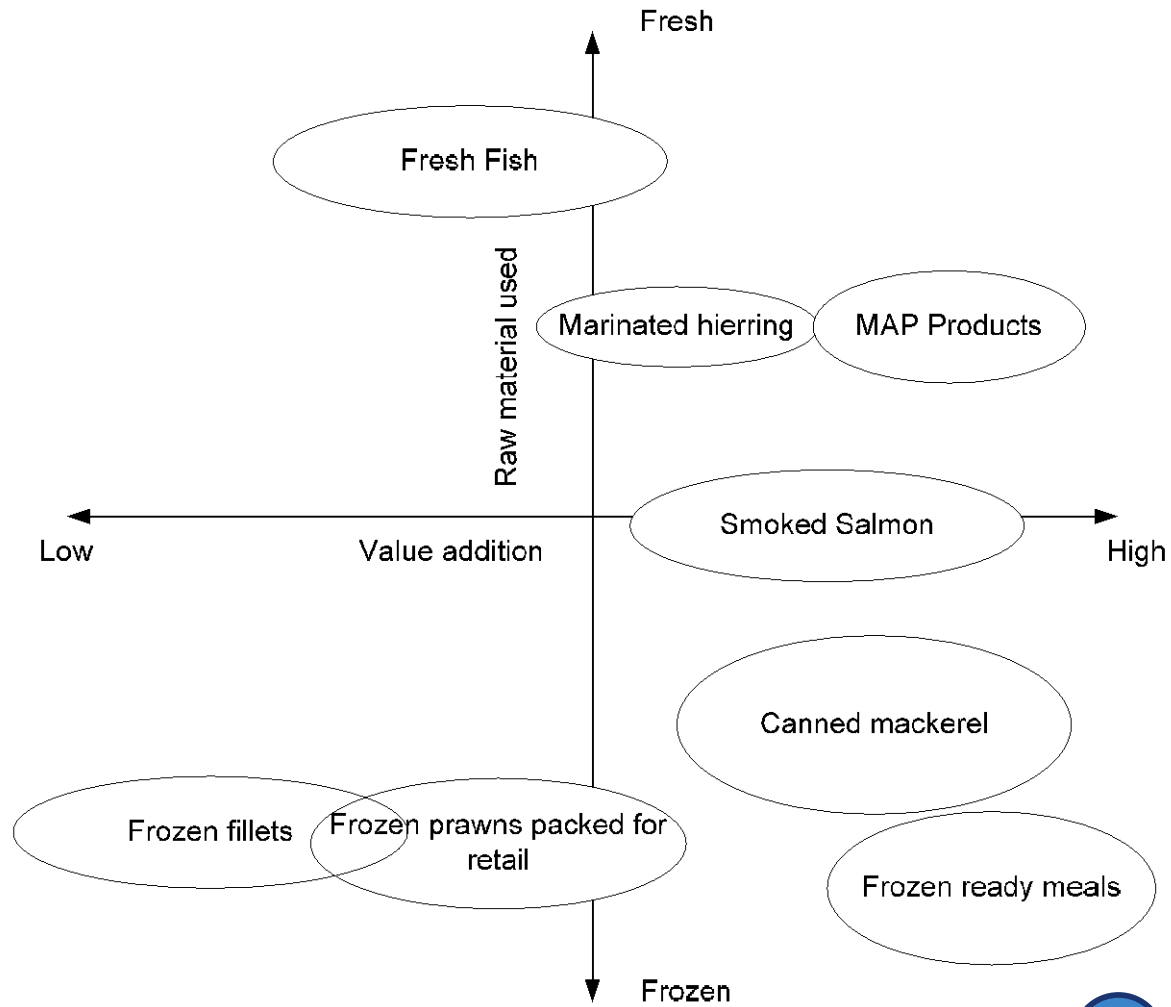 Fresh
Fresh Fish
Raw material used
Marinated hierring
MAP Products
Smoked Salmon
Low
Value addition
High
Canned mackerel
Frozen fillets
Frozen prawns packed for
retail
Frozen ready meals
Frozen